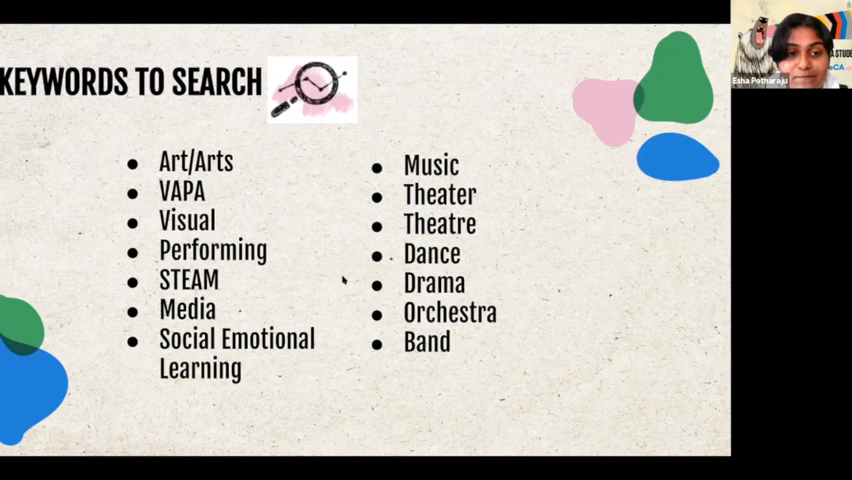 KEYWORDS TO SEARCH
Art/Arts
VAPA
Visual
Performing
STEAM
Media
Social Emotional
Learning
Music
Theater
Theatre
Dance
Drama
Orchestra
Band
Esha Potharaju